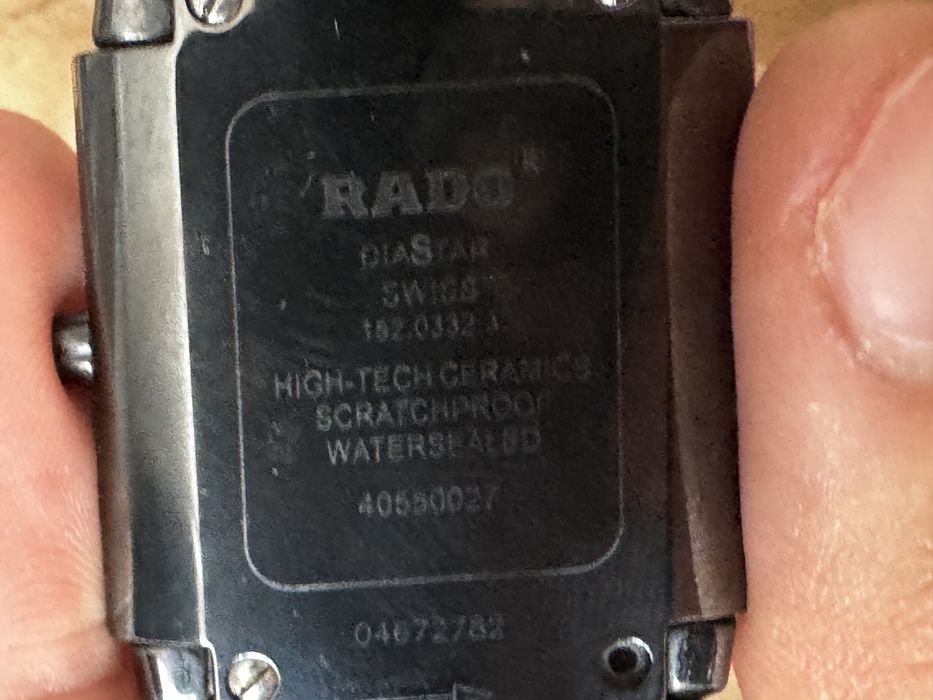 RADO
DIASTAR
SWISS
152.0332.3
HIGH-TECH CERAMICS
SCRATCHPROOF
WATERSEALED
40550027
04672782